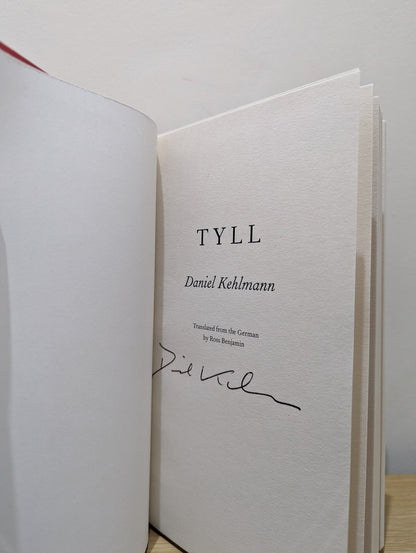 TYLL
Daniel Kehlmann
Translated from the German
by Ross Benjamin